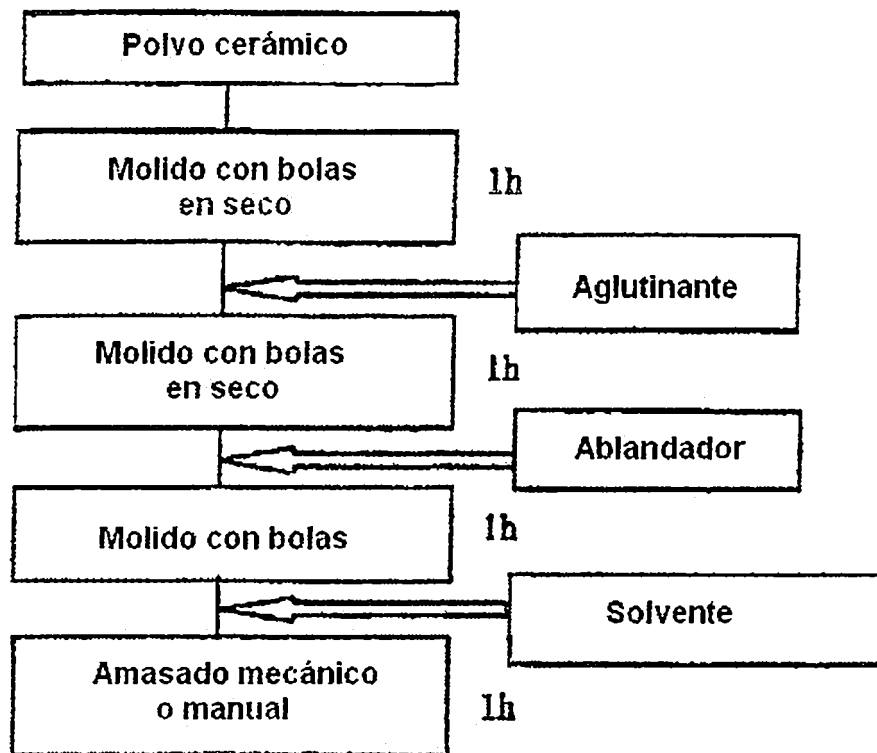 Polvo cerámico
Molido con bolas
en seco
1h
Aglutinante
Molido con bolas
en seco
1h
Ablandador
Molido con bolas
1h
Solvente
Amasado mecánico
o manual
1h